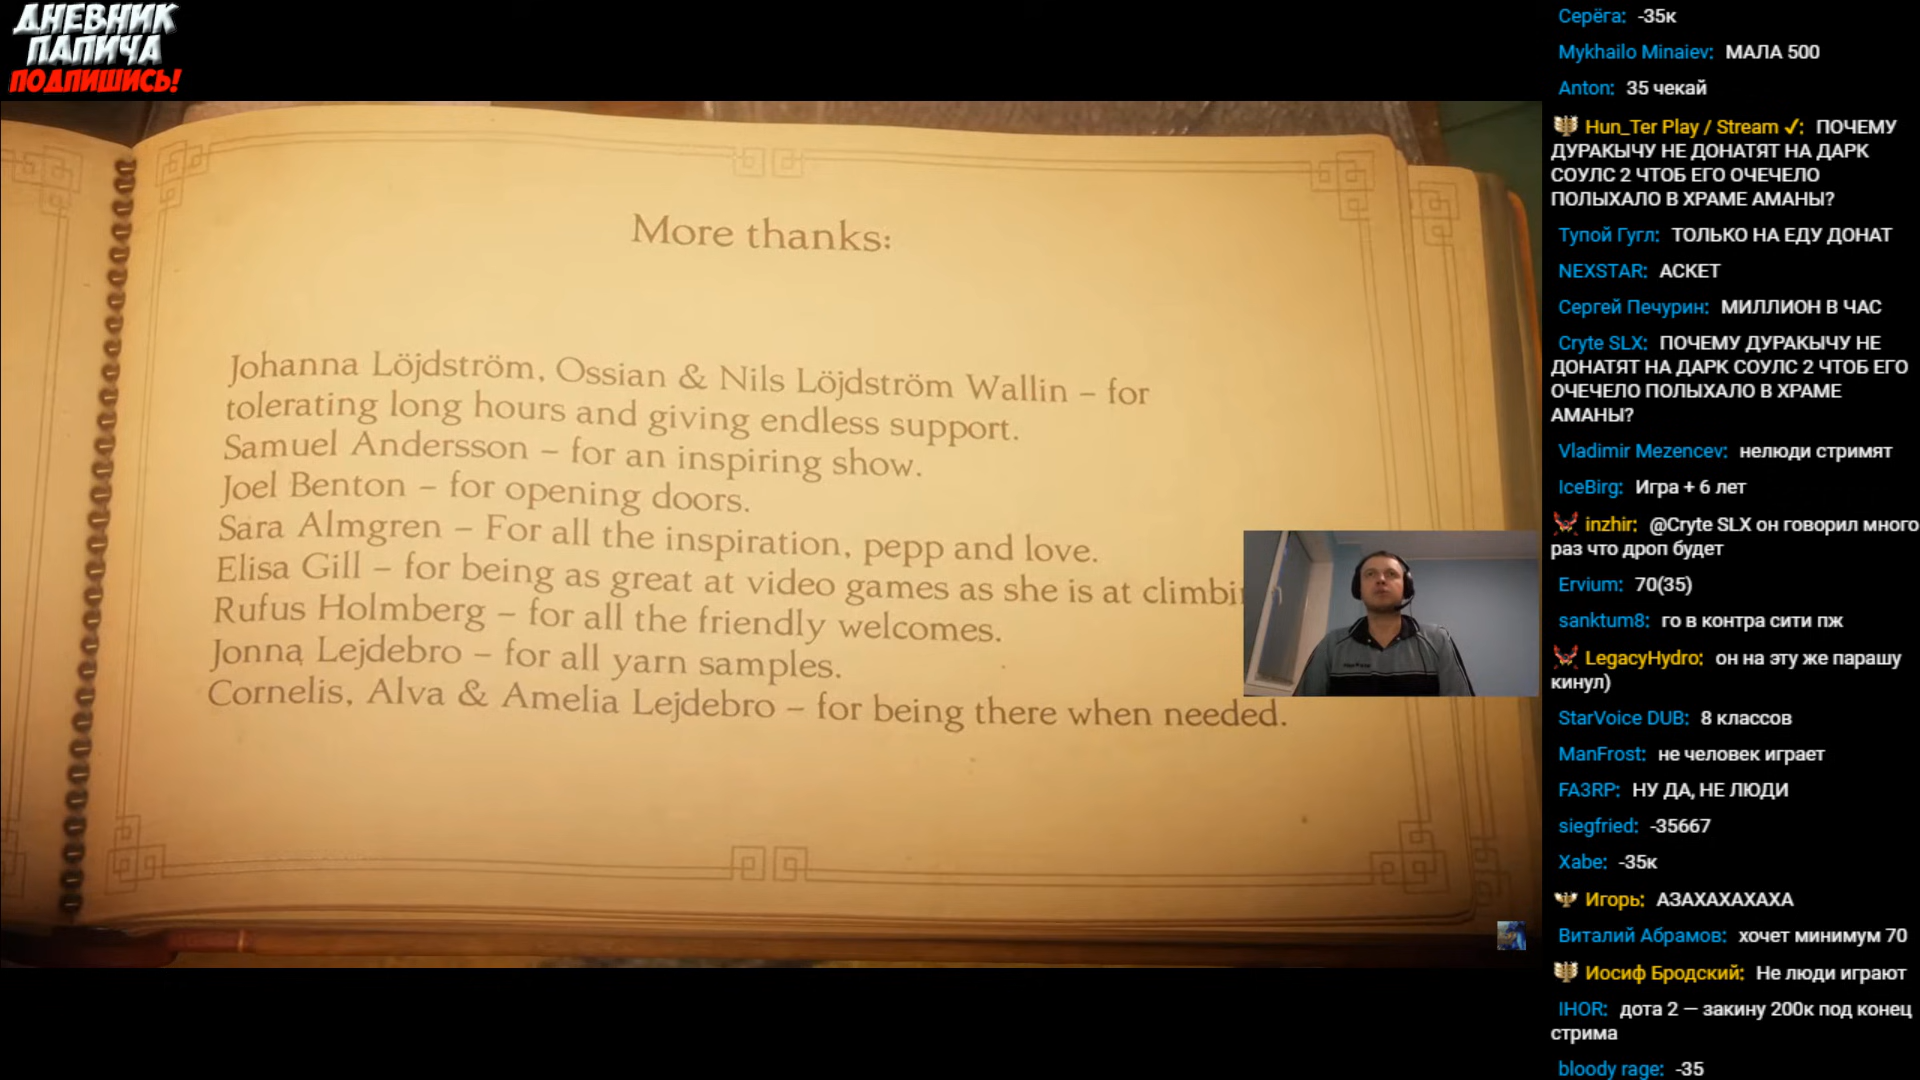 ДНЕВНИК
ПАПИЧА
ПОДПИШИСЬ!
More thanks:
Johanna Löjdström, Ossian & Nils Löjdström Wallin – for
tolerating long hours and giving endless support.
Samuel Andersson – for an inspiring show.
Joel Benton – for opening doors.
Sara Almgren – For all the inspiration, pepp and love.
Elisa Gill – for being as great at video games as she is at
Rufus Holmberg – for all the friendly welcomes.
Jonna Lejdebro – for all yarn samples.
Cornelis, Alva & Amelia Lejdebro – for being there when needed.
Серёга: -35к
Mykhailo Minaiev: МАЛА 500
Anton: 35 чекай
Hun_Ter Play / Stream ✓: ПОЧЕМУ
ДУРАКЫЧУ НЕ ДОНАТЯТ НА ДАРК
СОУЛС 2 ЧТОБ ЕГО ОЧЕЧЕЛО
ПОЛЫХАЛО В ХРАМЕ АМАНЫ?
Тупой Гугл: ТОЛЬКО НА ЕДУ ДОНАТ
NEXSTAR: АСКЕТ
Сергей Печурин: МИЛЛИОН В ЧАС
Cryte SLX: ПОЧЕМУ ДУРАКЫЧУ НЕ
ДОНАТЯТ НА ДАРК СОУЛС 2 ЧТОБ ЕГО
ОЧЕЧЕЛО ПОЛЫХАЛО В ХРАМЕ
АМАНЫ?
Vladimir Mezencev: нелюди стримят
IceBirg: Игра + 6 лет
inzhir: @Cryte SLX он говорил много
раз что дроп будет
Ervium: 70(35)
sanktum8: го в контра сити пж
LegacyHydro: он на эту же парашу
кинул)
StarVoice DUB: 8 классов
ManFrost: не человек играет
FA3RP: НУ ДА, НЕ ЛЮДИ
siegfried: -35667
Xabe: -35к
Игорь: АЗАХАХАХАХА
Виталий Абрамов: хочет минимум 70
Иосиф Бродский: Не люди играют
IHOR: дота 2 — закину 200к под конец
стрима
bloody rage: -35